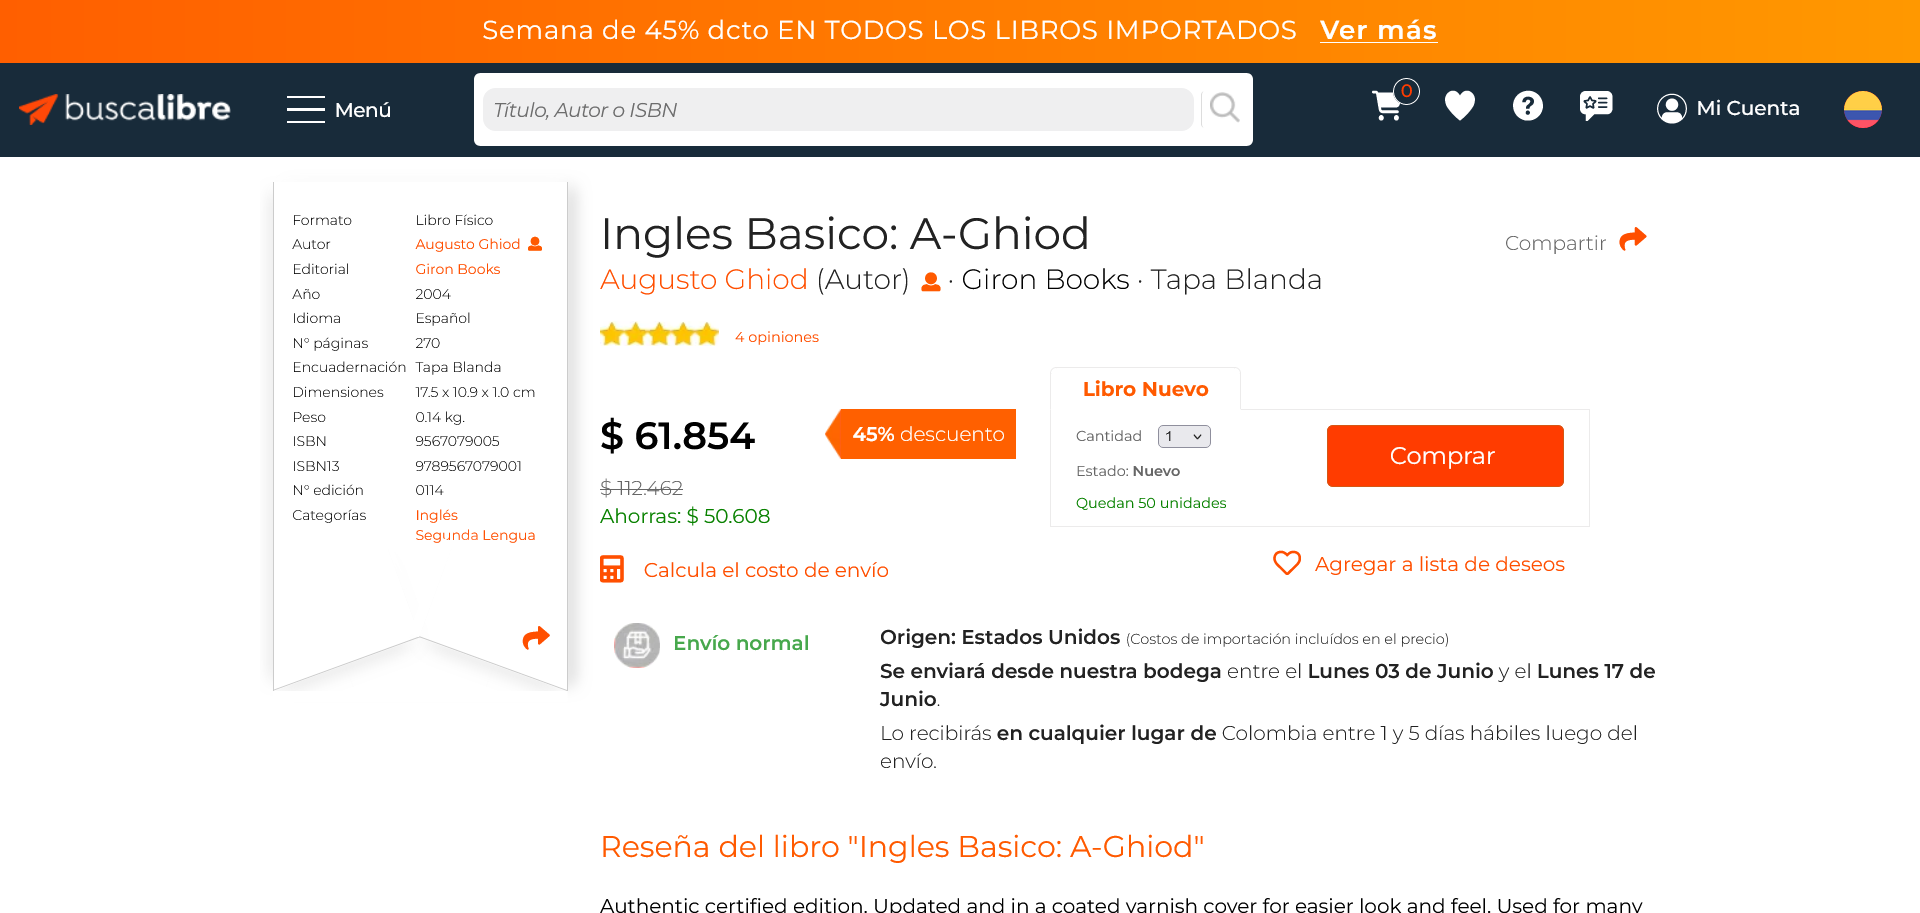 Semana de 45% dcto EN TODOS LOS LIBROS IMPORTADOS Ver más
buscalibre
Menú
Título, Autor o ISBN
0
Mi Cuenta
Formato Libro Físico
Autor Augusto Ghiod
Editorial Giron Books
Año 2004
Idioma Español
N° páginas 270
Encuadernación Tapa Blanda
Dimensiones 17.5 x 10.9 x 1.0 cm
Peso 0.14 kg.
ISBN 9567079005
ISBN13 9789567079001
N° edición 0114
Categorías Inglés
Segunda Lengua
Ingles Basico: A-Ghiod
Compartir
Augusto Ghiod (Autor) · Giron Books · Tapa Blanda
4 opiniones
$ 61.854
45% descuento
$ 112.462
Ahorras: $ 50.608
Libro Nuevo
Cantidad 1
Estado: Nuevo
Quedan 50 unidades
Comprar
Calcula el costo de envío
Agregar a lista de deseos
Envío normal
Origen: Estados Unidos (Costos de importación incluídos en el precio)
Se enviará desde nuestra bodega entre el Lunes 03 de Junio y el Lunes 17 de
Junio.
Lo recibirás en cualquier lugar de Colombia entre 1 y 5 días hábiles luego del
envío.
Reseña del libro "Ingles Basico: A-Ghiod"
Authentic certified edition. Updated and in a coated varnish cover for easier look and feel. Used for many